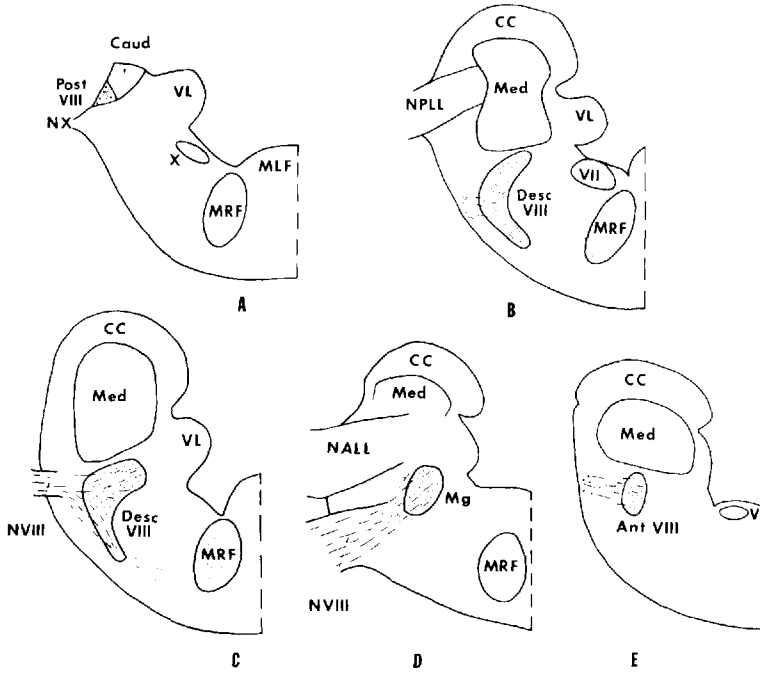 Caud
Post
VIII
VL
NX
X
MLF
MRF
A
CC
NPLL
Med
VL
VII
Desc
VIII
MRF
B
CC
Med
VL
NVIII
Desc
VIII
MRF
C
CC
Med
NALL
Mg
MRF
NVIII
D
CC
Med
Ant VIII
V
E